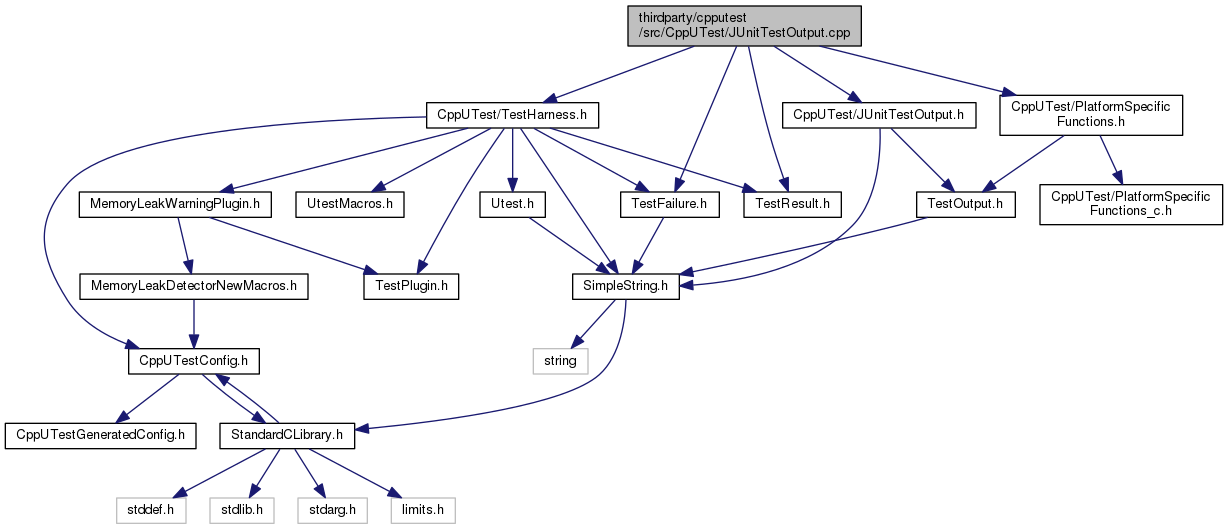 thirdparty/cpputest
/src/CppUTest/JUnitTestOutput.cpp
CppUTest/TestHarness.h
CppUTest/JUnitTestOutput.h
CppUTest/PlatformSpecific
Functions.h
MemoryLeakWarningPlugin.h
UtestMacros.h
Utest.h
TestFailure.h
TestResult.h
TestOutput.h
CppUTest/PlatformSpecific
Functions_c.h
MemoryLeakDetectorNewMacros.h
TestPlugin.h
SimpleString.h
CppUTestConfig.h
string
CppUTestGeneratedConfig.h
StandardCLibrary.h
stddef.h
stdlib.h
stdarg.h
limits.h